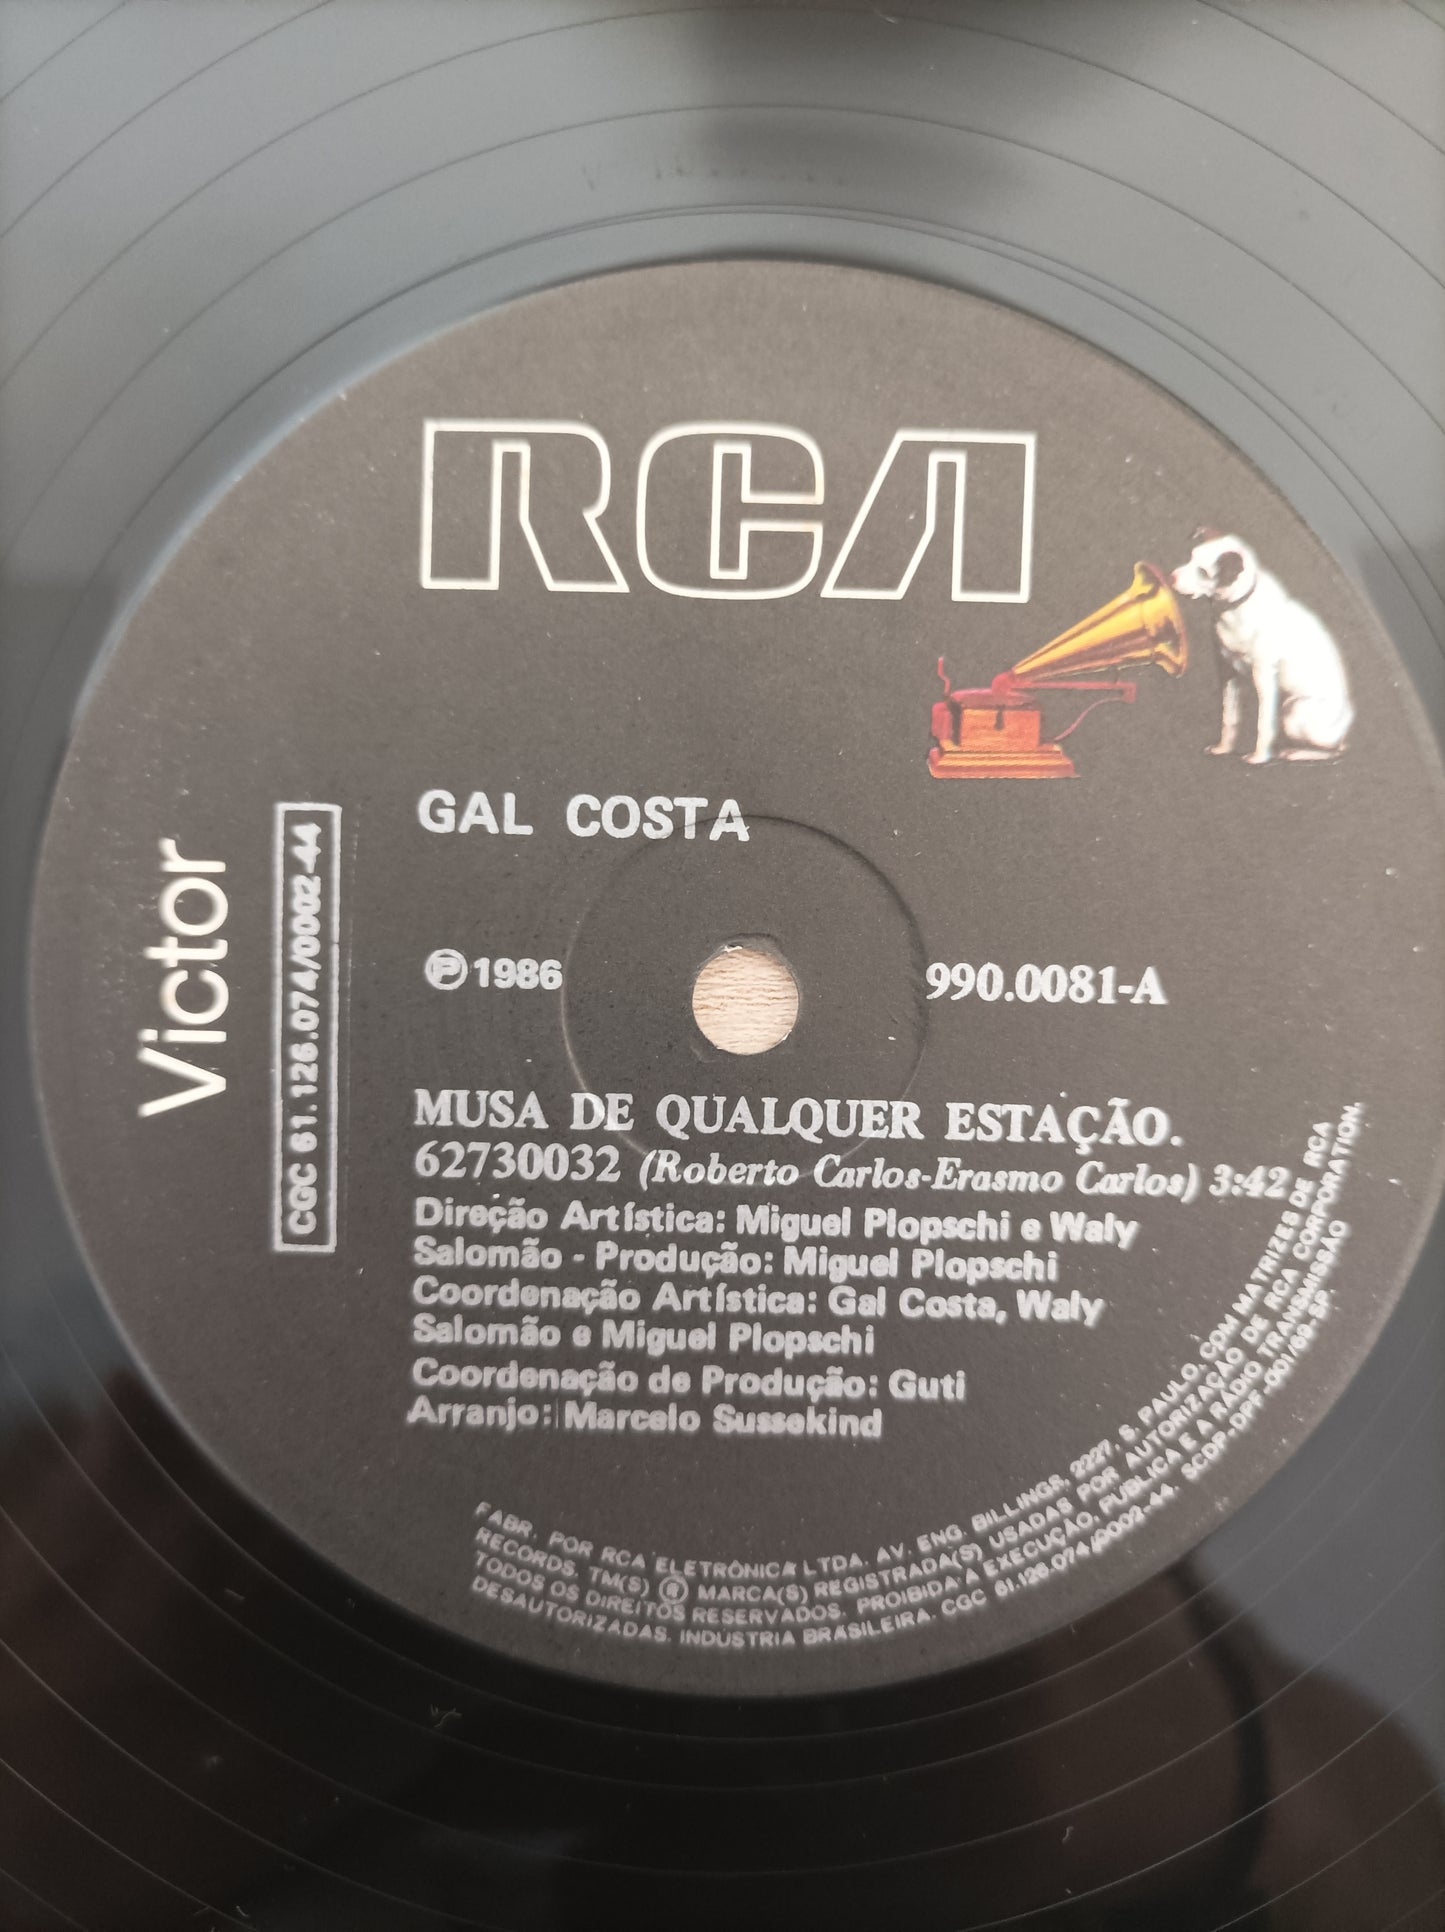 RCA
Victor
CGC 61.126.074/0002-44
GAL COSTA
Ⓟ1986
990.0081-A
MUSA DE QUALQUER ESTAÇÃO.
62730032 (Roberto Carlos-Erasmo Carlos) 3:42
Direção Artística: Miguel Plopschi e Waly
Salomão - Produção: Miguel Plopschi
Coordenação Artística: Gal Costa, Waly
Salomão e Miguel Plopschi
Coordenação de Produção: Guti
Arranjo: Marcelo Sussekind
FABR. POR RCA ELETRÔNICA LTDA. AV. ENG. BILLINGS, 2227, S. PAULO, COM MATRIZES DE RCA
RECORDS. TM(S) ® MARCA(S) REGISTRADA(S) USADAS POR AUTORIZAÇÃO DE RCA CORPORATION.
TODOS OS DIREITOS RESERVADOS. PROIBIDA A EXECUÇÃO, PÚBLICA E A RÁDIO TRANSMISSÃO
DESAUTORIZADAS. INDÚSTRIA BRASILEIRA. CGC 61.126.074/0002-44. SCDP-DPF-001/69-SP.